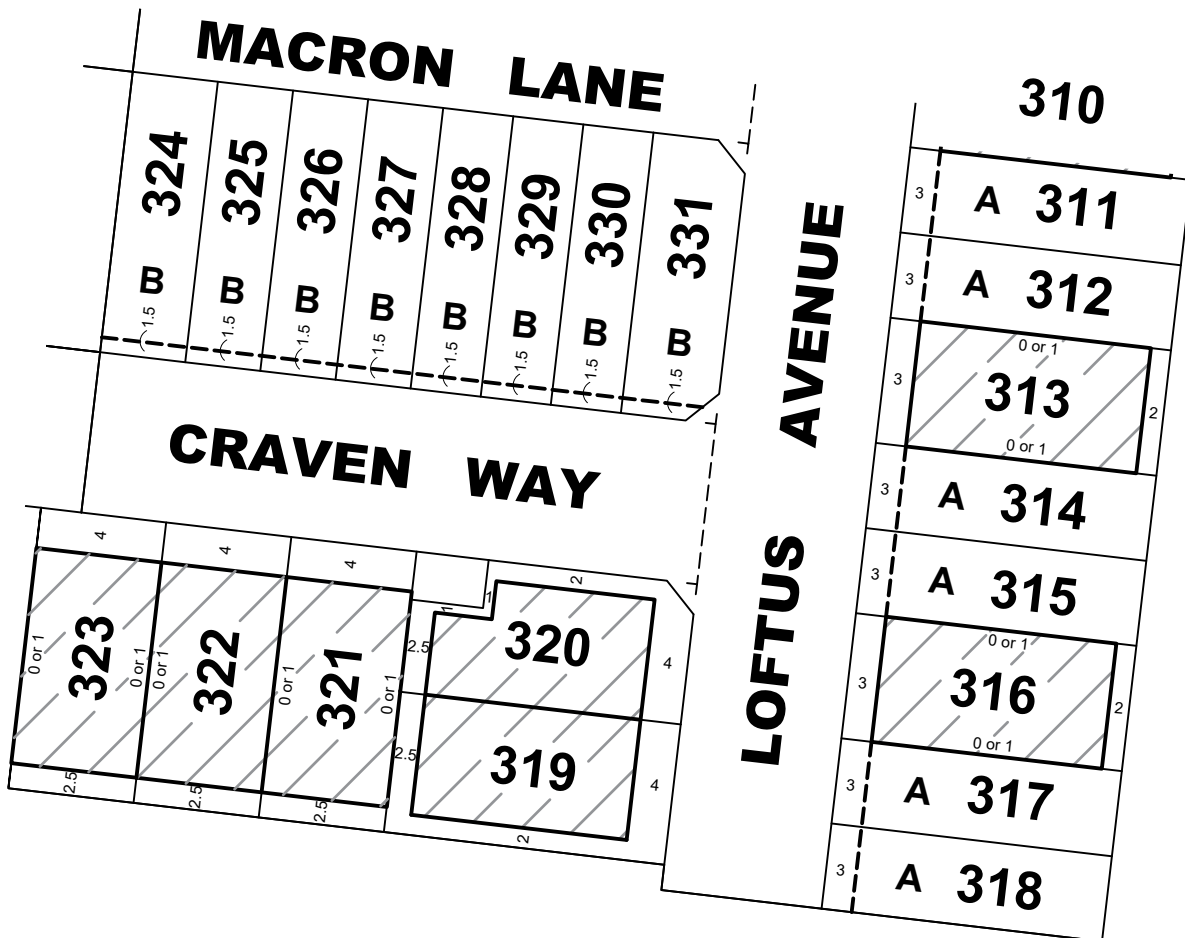 MACRON LANE
310
324
325
326
327
328
329
330
331
B
B
B
B
B
B
B
B
1.5
1.5
1.5
1.5
1.5
1.5
1.5
1.5
CRAVEN WAY
LOFTUS AVENUE
3 A 311
3 A 312
0 or 1
3 313 2
0 or 1
3 A 314
3 A 315
0 or 1
3 316 2
0 or 1
3 A 317
3 A 318
4
4
4
0 or 1 323 0 or 1
0 or 1 322
0 or 1 321 0 or 1
2.5
2.5
2.5
2
1
1
2.5 320 4
2.5 319 4
2